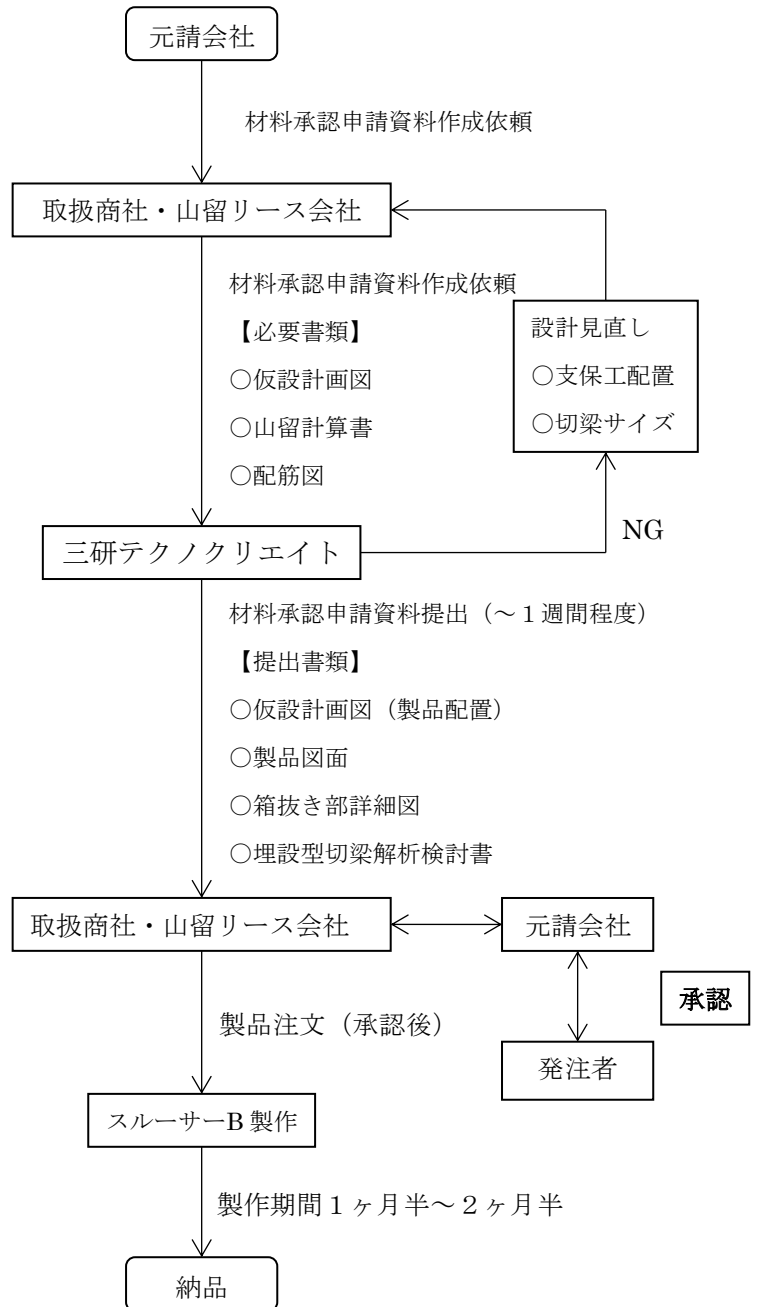 元請会社
材料承認申請資料作成依頼
取扱商社・山留リース会社
材料承認申請資料作成依頼
【必要書類】
○仮設計画図
○山留計算書
○配筋図
設計見直し
○支保工配置
○切梁サイズ
NG
三研テクノクリエイト
材料承認申請資料提出（～１週間程度）
【提出書類】
○仮設計画図（製品配置）
○製品図面
○箱抜き部詳細図
○埋設型切梁解析検討書
取扱商社・山留リース会社
元請会社
承認
製品注文（承認後）
発注者
スルーサーB 製作
製作期間１ヶ月半～２ヶ月半
納品